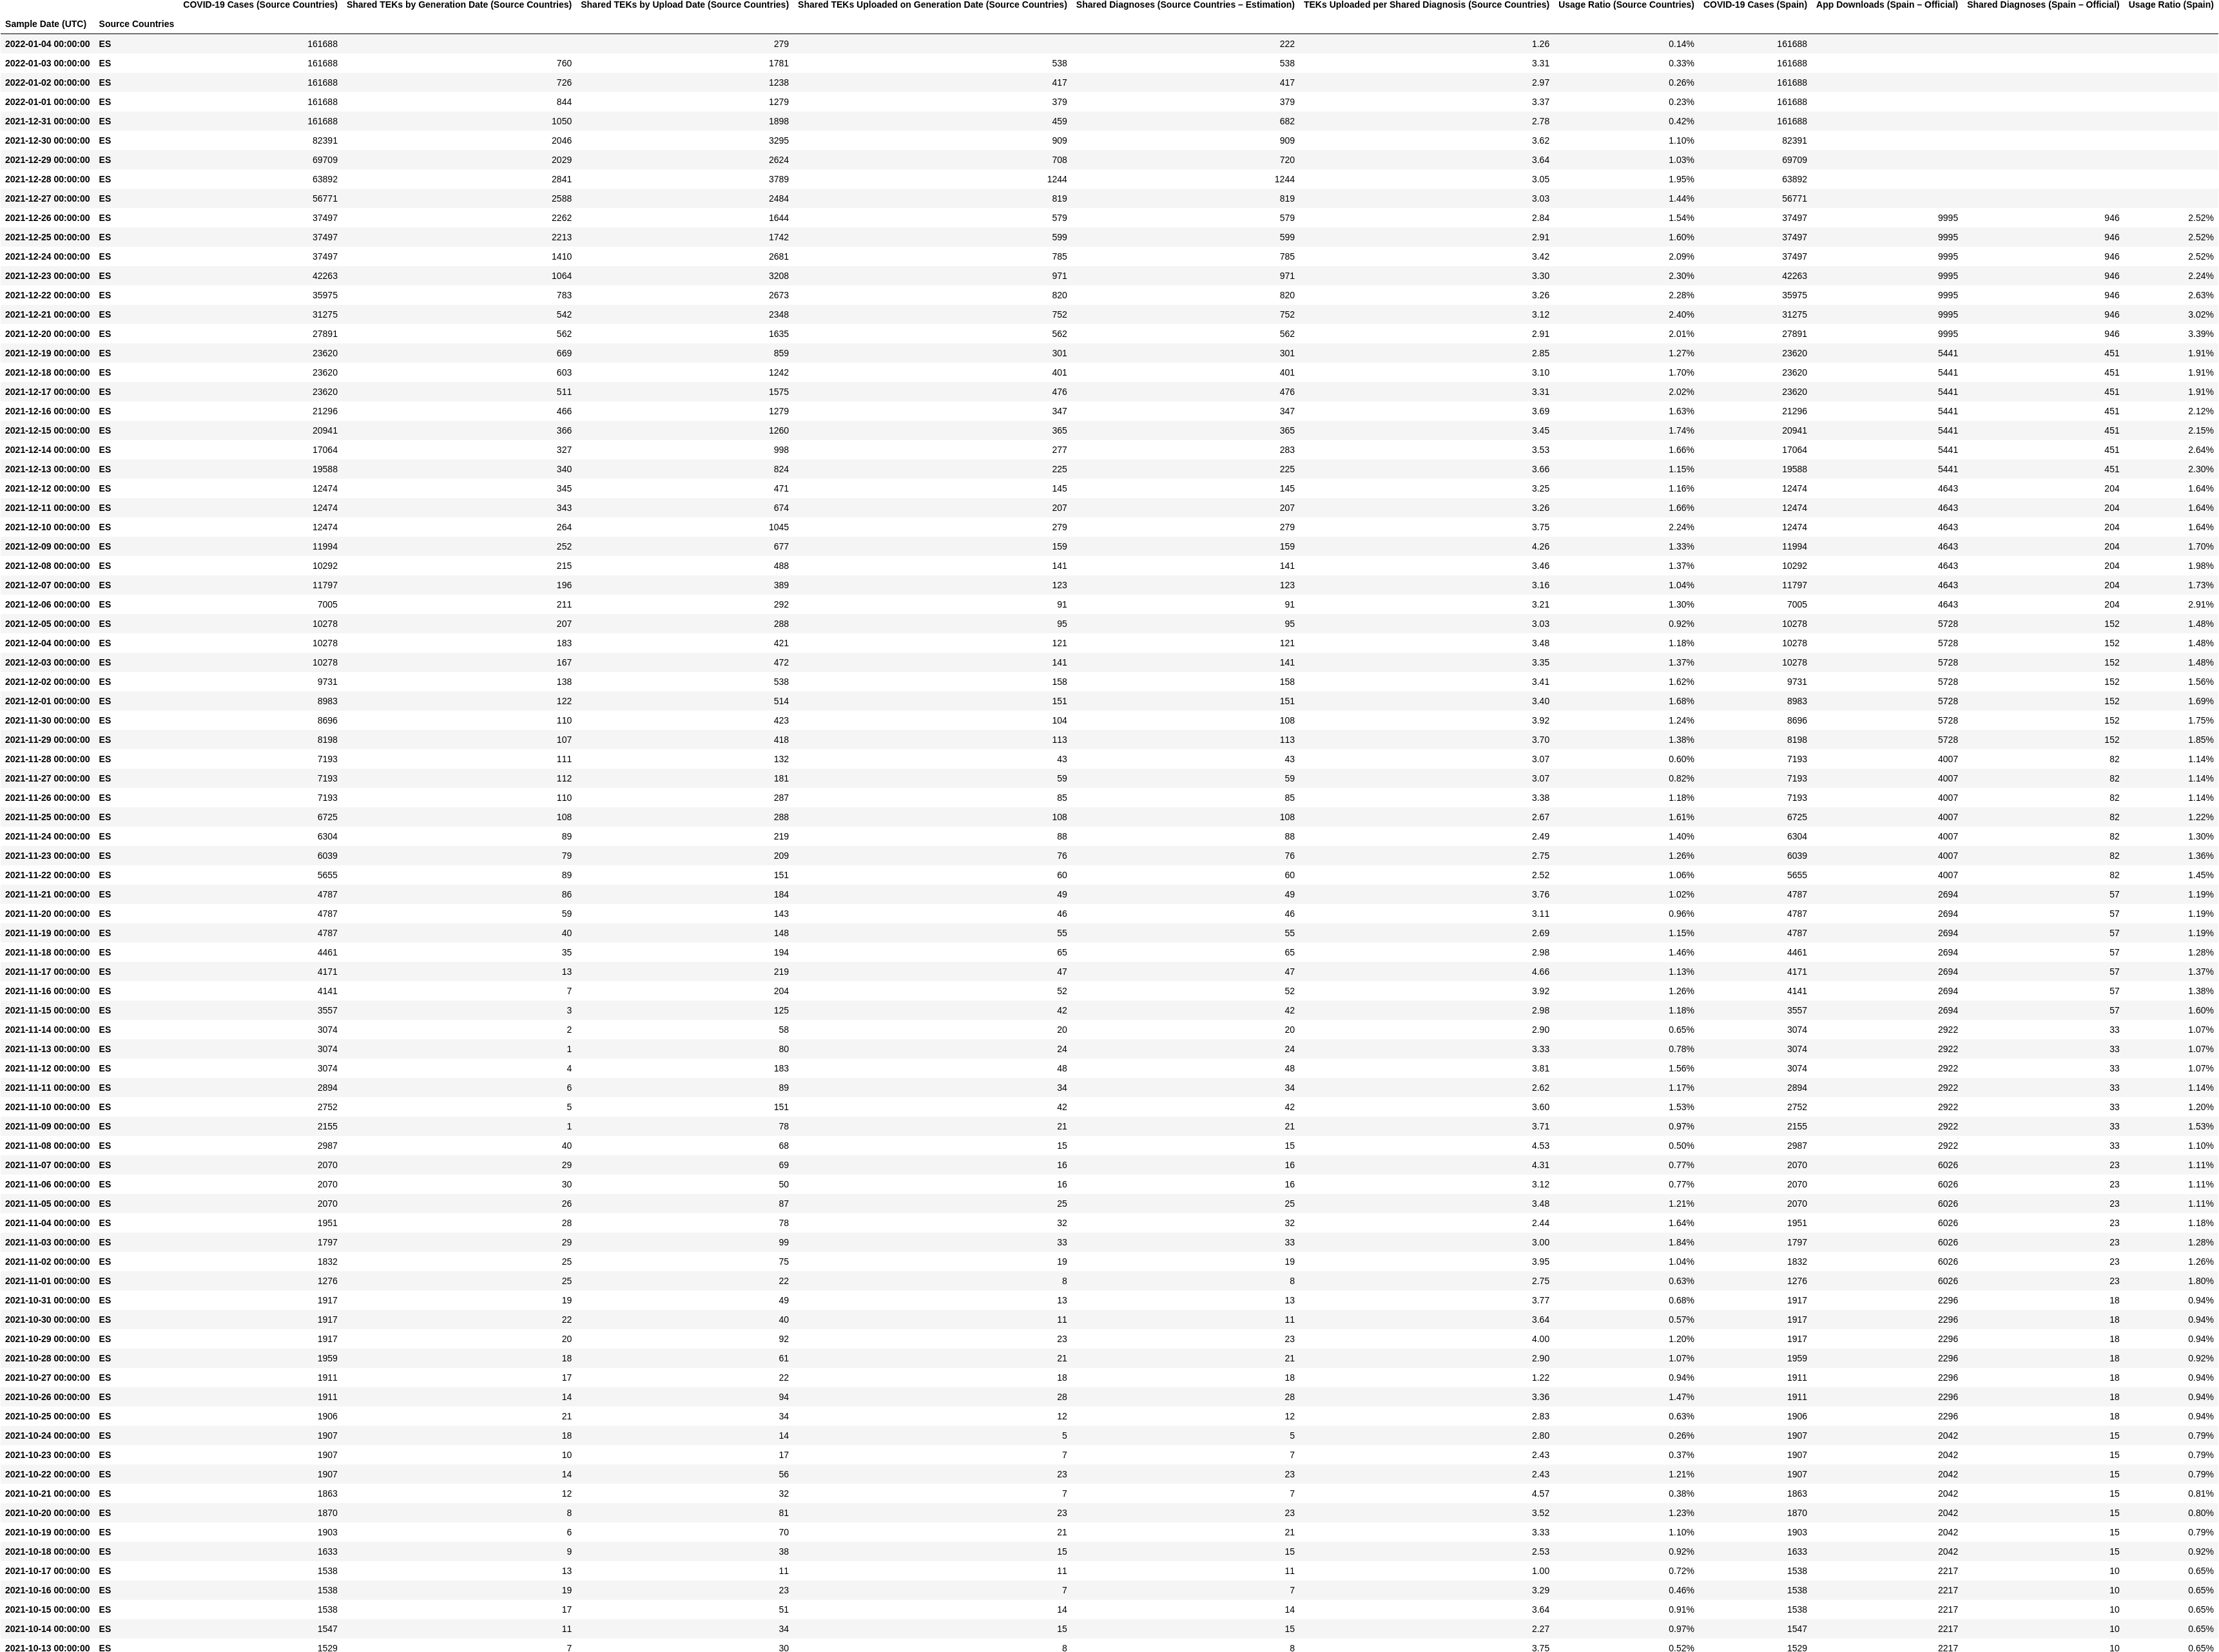 COVID-19 Cases (Source Countries) Shared TEKs by Generation Date (Source Countries) Shared TEKs by Upload Date (Source Countries) Shared TEKs Uploaded on Generation Date (Source Countries) Shared Diagnoses (Source Countries – Estimation) TEKs Uploaded per Shared Diagnosis (Source Countries) Usage Ratio (Source Countries) COVID-19 Cases (Spain) App Downloads (Spain – Official) Shared Diagnoses (Spain – Official) Usage Ratio (Spain)
Sample Date (UTC) Source Countries
2022-01-04 00:00:00 ES 161688 279 222 1.26 0.14% 161688
2022-01-03 00:00:00 ES 161688 760 1781 538 538 3.31 0.33% 161688
2022-01-02 00:00:00 ES 161688 726 1238 417 417 2.97 0.26% 161688
2022-01-01 00:00:00 ES 161688 844 1279 379 379 3.37 0.23% 161688
2021-12-31 00:00:00 ES 161688 1050 1898 459 682 2.78 0.42% 161688
2021-12-30 00:00:00 ES 82391 2046 3295 909 909 3.62 1.10% 82391
2021-12-29 00:00:00 ES 69709 2029 2624 708 720 3.64 1.03% 69709
2021-12-28 00:00:00 ES 63892 2841 3789 1244 1244 3.05 1.95% 63892
2021-12-27 00:00:00 ES 56771 2588 2484 819 819 3.03 1.44% 56771
2021-12-26 00:00:00 ES 37497 2262 1644 579 579 2.84 1.54% 37497 9995 946 2.52%
2021-12-25 00:00:00 ES 37497 2213 1742 599 599 2.91 1.60% 37497 9995 946 2.52%
2021-12-24 00:00:00 ES 37497 1410 2681 785 785 3.42 2.09% 37497 9995 946 2.52%
2021-12-23 00:00:00 ES 42263 1064 3208 971 971 3.30 2.30% 42263 9995 946 2.24%
2021-12-22 00:00:00 ES 35975 783 2673 820 820 3.26 2.28% 35975 9995 946 2.63%
2021-12-21 00:00:00 ES 31275 542 2348 752 752 3.12 2.40% 31275 9995 946 3.02%
2021-12-20 00:00:00 ES 27891 562 1635 562 562 2.91 2.01% 27891 9995 946 3.39%
2021-12-19 00:00:00 ES 23620 669 859 301 301 2.85 1.27% 23620 5441 451 1.91%
2021-12-18 00:00:00 ES 23620 603 1242 401 401 3.10 1.70% 23620 5441 451 1.91%
2021-12-17 00:00:00 ES 23620 511 1575 476 476 3.31 2.02% 23620 5441 451 1.91%
2021-12-16 00:00:00 ES 21296 466 1279 347 347 3.69 1.63% 21296 5441 451 2.12%
2021-12-15 00:00:00 ES 20941 366 1260 365 365 3.45 1.74% 20941 5441 451 2.15%
2021-12-14 00:00:00 ES 17064 327 998 277 283 3.53 1.66% 17064 5441 451 2.64%
2021-12-13 00:00:00 ES 19588 340 824 225 225 3.66 1.15% 19588 5441 451 2.30%
2021-12-12 00:00:00 ES 12474 345 471 145 145 3.25 1.16% 12474 4643 204 1.64%
2021-12-11 00:00:00 ES 12474 343 674 207 207 3.26 1.66% 12474 4643 204 1.64%
2021-12-10 00:00:00 ES 12474 264 1045 279 279 3.75 2.24% 12474 4643 204 1.64%
2021-12-09 00:00:00 ES 11994 252 677 159 159 4.26 1.33% 11994 4643 204 1.70%
2021-12-08 00:00:00 ES 10292 215 488 141 141 3.46 1.37% 10292 4643 204 1.98%
2021-12-07 00:00:00 ES 11797 196 389 123 123 3.16 1.04% 11797 4643 204 1.73%
2021-12-06 00:00:00 ES 7005 211 292 91 91 3.21 1.30% 7005 4643 204 2.91%
2021-12-05 00:00:00 ES 10278 207 288 95 95 3.03 0.92% 10278 5728 152 1.48%
2021-12-04 00:00:00 ES 10278 183 421 121 121 3.48 1.18% 10278 5728 152 1.48%
2021-12-03 00:00:00 ES 10278 167 472 141 141 3.35 1.37% 10278 5728 152 1.48%
2021-12-02 00:00:00 ES 9731 138 538 158 158 3.41 1.62% 9731 5728 152 1.56%
2021-12-01 00:00:00 ES 8983 122 514 151 151 3.40 1.68% 8983 5728 152 1.69%
2021-11-30 00:00:00 ES 8696 110 423 104 108 3.92 1.24% 8696 5728 152 1.75%
2021-11-29 00:00:00 ES 8198 107 418 113 113 3.70 1.38% 8198 5728 152 1.85%
2021-11-28 00:00:00 ES 7193 111 132 43 43 3.07 0.60% 7193 4007 82 1.14%
2021-11-27 00:00:00 ES 7193 112 181 59 59 3.07 0.82% 7193 4007 82 1.14%
2021-11-26 00:00:00 ES 7193 110 287 85 85 3.38 1.18% 7193 4007 82 1.14%
2021-11-25 00:00:00 ES 6725 108 288 108 108 2.67 1.61% 6725 4007 82 1.22%
2021-11-24 00:00:00 ES 6304 89 219 88 88 2.49 1.40% 6304 4007 82 1.30%
2021-11-23 00:00:00 ES 6039 79 209 76 76 2.75 1.26% 6039 4007 82 1.36%
2021-11-22 00:00:00 ES 5655 89 151 60 60 2.52 1.06% 5655 4007 82 1.45%
2021-11-21 00:00:00 ES 4787 86 184 49 49 3.76 1.02% 4787 2694 57 1.19%
2021-11-20 00:00:00 ES 4787 59 143 46 46 3.11 0.96% 4787 2694 57 1.19%
2021-11-19 00:00:00 ES 4787 40 148 55 55 2.69 1.15% 4787 2694 57 1.19%
2021-11-18 00:00:00 ES 4461 35 194 65 65 2.98 1.46% 4461 2694 57 1.28%
2021-11-17 00:00:00 ES 4171 13 219 47 47 4.66 1.13% 4171 2694 57 1.37%
2021-11-16 00:00:00 ES 4141 7 204 52 52 3.92 1.26% 4141 2694 57 1.38%
2021-11-15 00:00:00 ES 3557 3 125 42 42 2.98 1.18% 3557 2694 57 1.60%
2021-11-14 00:00:00 ES 3074 2 58 20 20 2.90 0.65% 3074 2922 33 1.07%
2021-11-13 00:00:00 ES 3074 1 80 24 24 3.33 0.78% 3074 2922 33 1.07%
2021-11-12 00:00:00 ES 3074 4 183 48 48 3.81 1.56% 3074 2922 33 1.07%
2021-11-11 00:00:00 ES 2894 6 89 34 34 2.62 1.17% 2894 2922 33 1.14%
2021-11-10 00:00:00 ES 2752 5 151 42 42 3.60 1.53% 2752 2922 33 1.20%
2021-11-09 00:00:00 ES 2155 1 78 21 21 3.71 0.97% 2155 2922 33 1.53%
2021-11-08 00:00:00 ES 2987 40 68 15 15 4.53 0.50% 2987 2922 33 1.10%
2021-11-07 00:00:00 ES 2070 29 69 16 16 4.31 0.77% 2070 6026 23 1.11%
2021-11-06 00:00:00 ES 2070 30 50 16 16 3.12 0.77% 2070 6026 23 1.11%
2021-11-05 00:00:00 ES 2070 26 87 25 25 3.48 1.21% 2070 6026 23 1.11%
2021-11-04 00:00:00 ES 1951 28 78 32 32 2.44 1.64% 1951 6026 23 1.18%
2021-11-03 00:00:00 ES 1797 29 99 33 33 3.00 1.84% 1797 6026 23 1.28%
2021-11-02 00:00:00 ES 1832 25 75 19 19 3.95 1.04% 1832 6026 23 1.26%
2021-11-01 00:00:00 ES 1276 25 22 8 8 2.75 0.63% 1276 6026 23 1.80%
2021-10-31 00:00:00 ES 1917 19 49 13 13 3.77 0.68% 1917 2296 18 0.94%
2021-10-30 00:00:00 ES 1917 22 40 11 11 3.64 0.57% 1917 2296 18 0.94%
2021-10-29 00:00:00 ES 1917 20 92 23 23 4.00 1.20% 1917 2296 18 0.94%
2021-10-28 00:00:00 ES 1959 18 61 21 21 2.90 1.07% 1959 2296 18 0.92%
2021-10-27 00:00:00 ES 1911 17 22 18 18 1.22 0.94% 1911 2296 18 0.94%
2021-10-26 00:00:00 ES 1911 14 94 28 28 3.36 1.47% 1911 2296 18 0.94%
2021-10-25 00:00:00 ES 1906 21 34 12 12 2.83 0.63% 1906 2296 18 0.94%
2021-10-24 00:00:00 ES 1907 18 14 5 5 2.80 0.26% 1907 2042 15 0.79%
2021-10-23 00:00:00 ES 1907 10 17 7 7 2.43 0.37% 1907 2042 15 0.79%
2021-10-22 00:00:00 ES 1907 14 56 23 23 2.43 1.21% 1907 2042 15 0.79%
2021-10-21 00:00:00 ES 1863 12 32 7 7 4.57 0.38% 1863 2042 15 0.81%
2021-10-20 00:00:00 ES 1870 8 81 23 23 3.52 1.23% 1870 2042 15 0.80%
2021-10-19 00:00:00 ES 1903 6 70 21 21 3.33 1.10% 1903 2042 15 0.79%
2021-10-18 00:00:00 ES 1633 9 38 15 15 2.53 0.92% 1633 2042 15 0.92%
2021-10-17 00:00:00 ES 1538 13 11 11 11 1.00 0.72% 1538 2217 10 0.65%
2021-10-16 00:00:00 ES 1538 19 23 7 7 3.29 0.46% 1538 2217 10 0.65%
2021-10-15 00:00:00 ES 1538 17 51 14 14 3.64 0.91% 1538 2217 10 0.65%
2021-10-14 00:00:00 ES 1547 11 34 15 15 2.27 0.97% 1547 2217 10 0.65%
2021-10-13 00:00:00 ES 1529 7 30 8 8 3.75 0.52% 1529 2217 10 0.65%